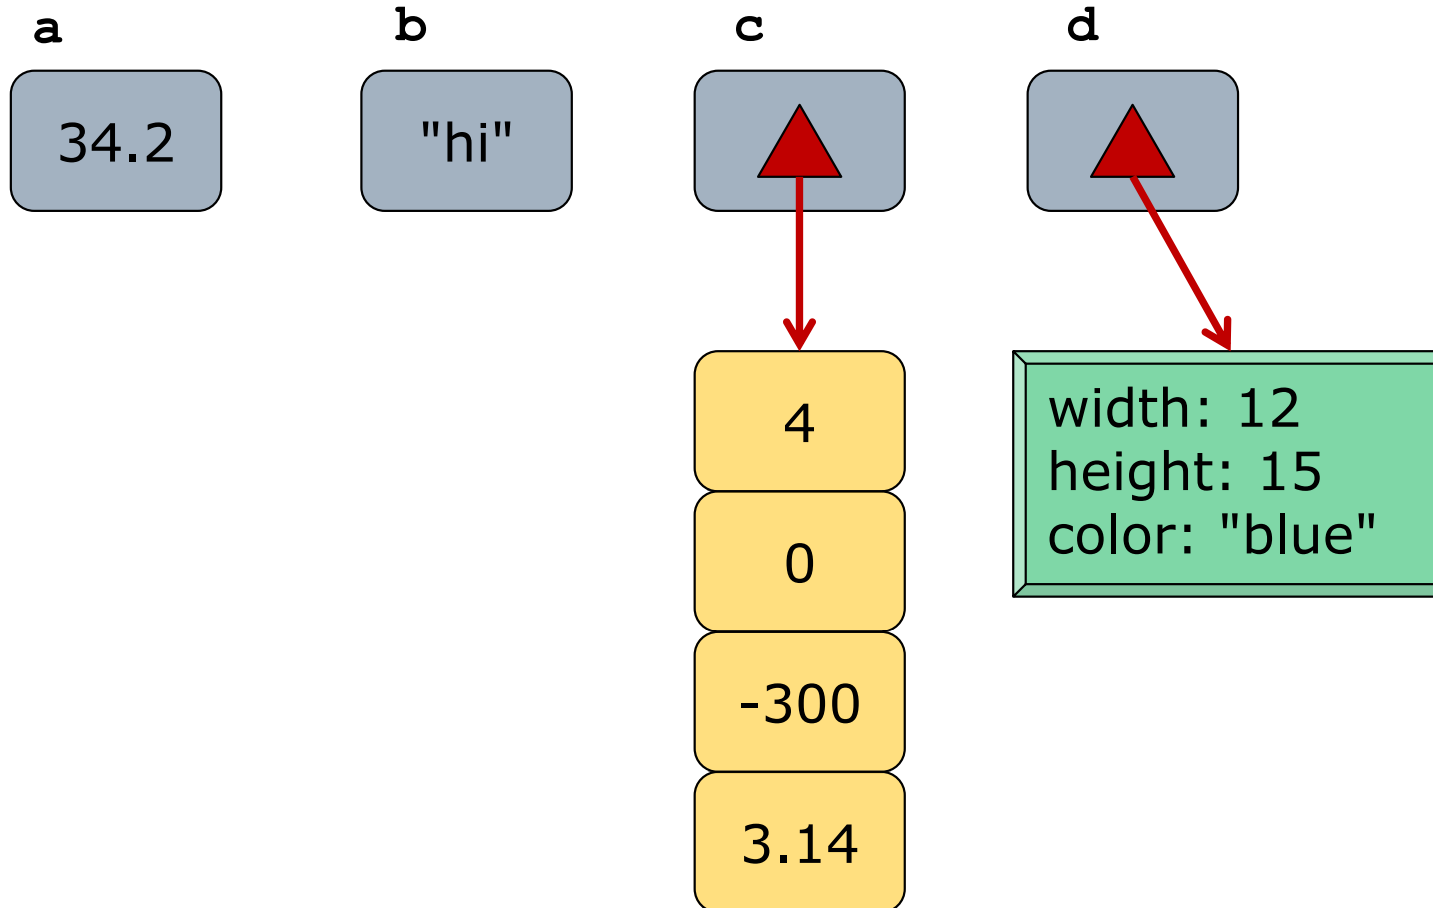 a b c d
34.2 "hi"
4
0
-300
3.14
width: 12
height: 15
color: "blue"